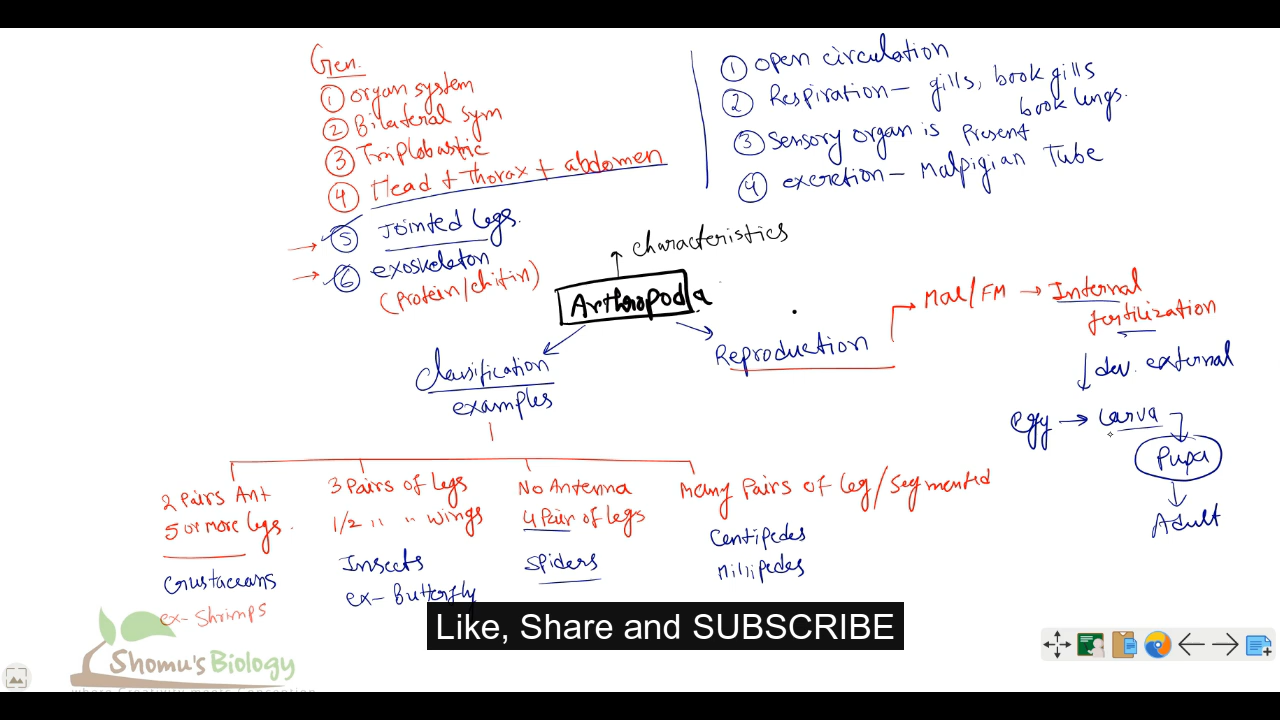 Gen.
① organ system
② Bilateral sym
③ Triplobastic
④ Head + Thorax + abdomen
⑤ Jointed legs.
⑥ exoskeleton
(Protein/chitin)
① open circulation
② Respiration — gills, book gills
book lungs.
③ Sensory organ is Present
④ excretion — Malpigian Tube
characteristics
Arthropoda
Classification
examples
Reproduction
Mal/FM → Internal
fertilization
dev. external
egy → Larva
Pupa
Adult
2 Pairs Ant
5 or more legs.
Crustaceans
ex- Shrimps
3 Pairs of legs
1/2 " " wings
Insects
ex- Butterfly
No Antenna
4 Pair of legs
Spiders
Many Pairs of leg/segmented
Centipedes
Millipedes
Like, Share and SUBSCRIBE
Shomu's Biology